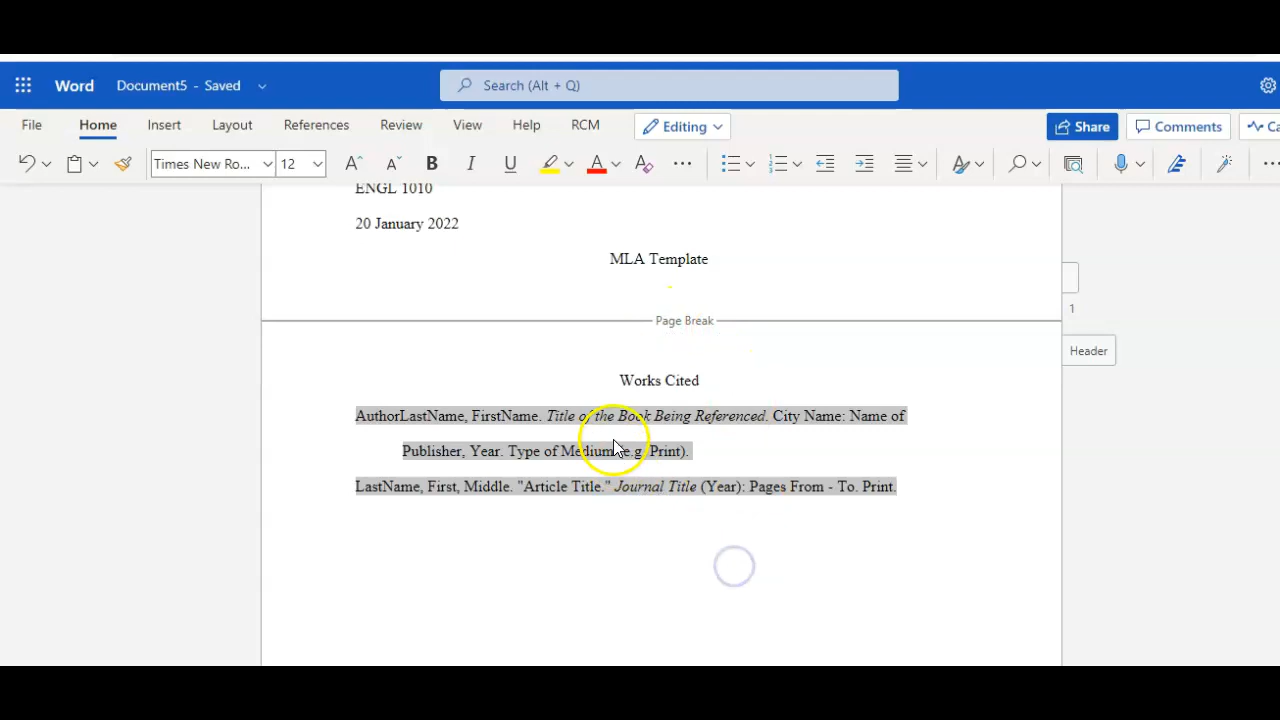 Word Document5 - Saved Search (Alt + Q)
File Home Insert Layout References Review View Help RCM Editing Share Comments Ca
Times New Ro... 12 A A B I U A A
ENGL 1010
20 January 2022
MLA Template
Page Break
1
Header
Works Cited
AuthorLastName, FirstName. Title of the Book Being Referenced. City Name: Name of
Publisher, Year. Type of Medium (e.g. Print).
LastName, First, Middle. "Article Title." Journal Title (Year): Pages From - To. Print.